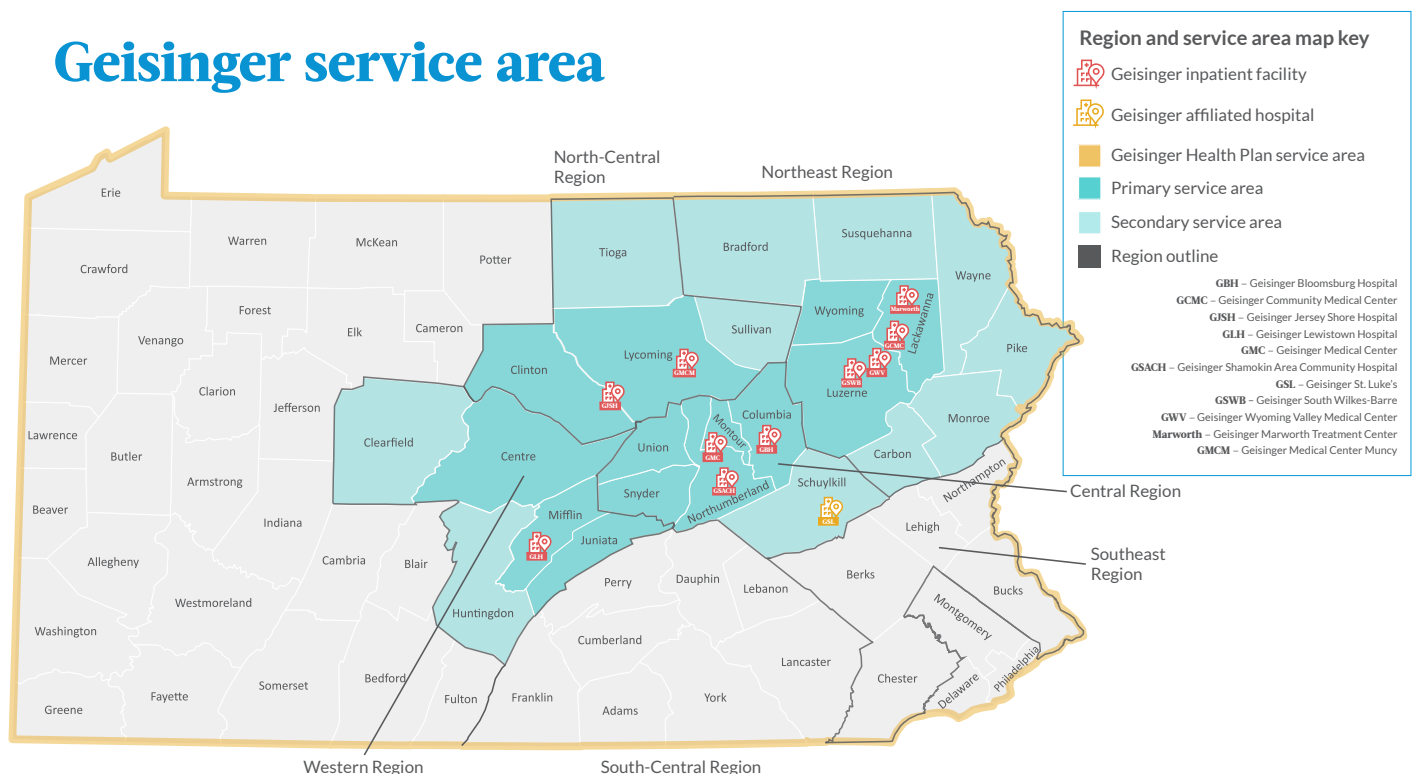 Geisinger service area
Region and service area map key
Geisinger inpatient facility
Geisinger affiliated hospital
Geisinger Health Plan service area
Primary service area
Secondary service area
Region outline
GBH – Geisinger Bloomsburg Hospital
GCMC – Geisinger Community Medical Center
GJSH – Geisinger Jersey Shore Hospital
GLH – Geisinger Lewistown Hospital
GMC – Geisinger Medical Center
GSACH – Geisinger Shamokin Area Community Hospital
GSL – Geisinger St. Luke's
GSWB – Geisinger South Wilkes-Barre
GWV – Geisinger Wyoming Valley Medical Center
Marworth – Geisinger Marworth Treatment Center
GMCM – Geisinger Medical Center Muncy
North-Central
Region
Northeast Region
Erie
Crawford
Warren
McKean
Potter
Tioga
Bradford
Susquehanna
Wayne
Forest
Venango
Elk
Cameron
Mercer
Clarion
Jefferson
Clinton
Lycoming
GMCM
GJSH
Sullivan
Wyoming
Marworth
Lackawanna
GCMC
GWV
GSWB
Luzerne
Pike
Monroe
Carbon
Lawrence
Butler
Armstrong
Clearfield
Centre
Union
Montour
GMC
Columbia
GBH
Snyder
GSACH
Northumberland
Schuylkill
GSL
Northampton
Central Region
Beaver
Indiana
Mifflin
Juniata
GLH
Lehigh
Southeast
Region
Allegheny
Cambria
Blair
Perry
Dauphin
Lebanon
Berks
Bucks
Westmoreland
Huntingdon
Montgomery
Washington
Cumberland
Lancaster
Philadelphia
Greene
Fayette
Somerset
Bedford
Fulton
Franklin
Adams
York
Chester
Delaware
Western Region
South-Central Region